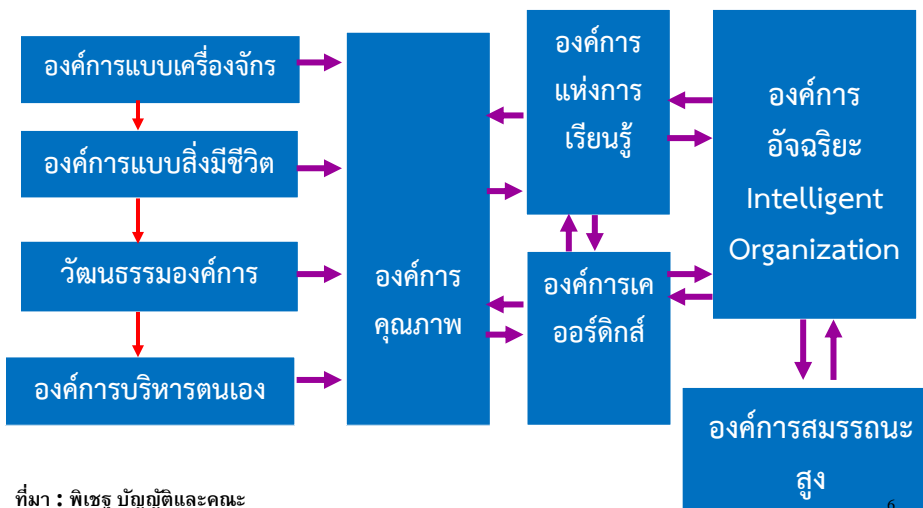 องค์การแบบเครื่องจักร
องค์การแบบสิ่งมีชีวิต
วัฒนธรรมองค์การ
องค์การบริหารตนเอง
องค์การ
คุณภาพ
องค์การ
แห่งการ
เรียนรู้
องค์การเค
ออร์ดิกส์
องค์การ
อัจฉริยะ
Intelligent
Organization
องค์การสมรรถนะ
สูง
ที่มา : พิเชฐ บัญญัติและคณะ
6